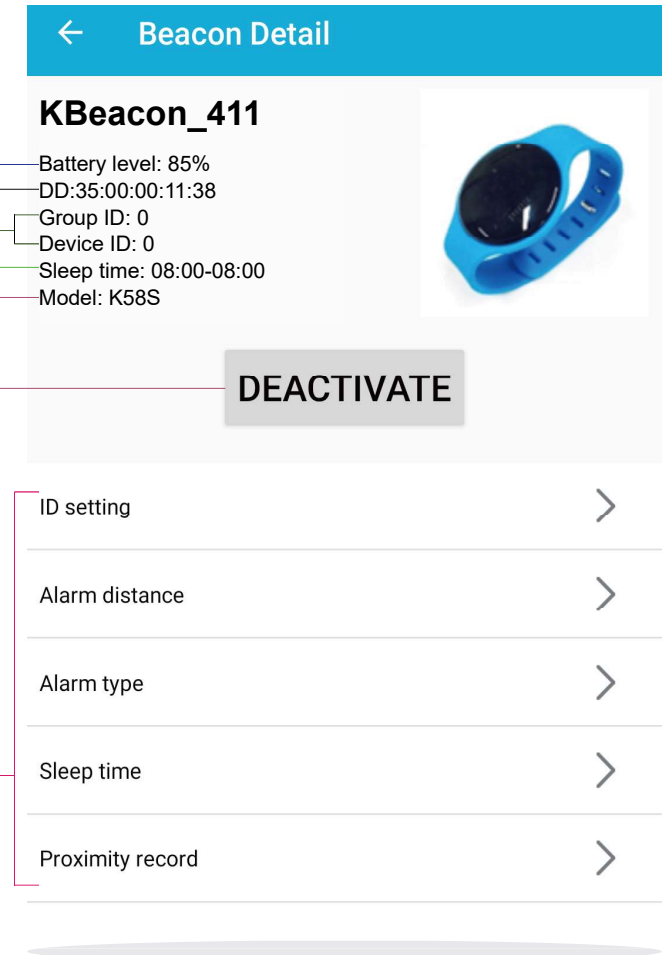 Beacon Detail
KBeacon_411
Battery level: 85%
DD:35:00:00:11:38
Group ID: 0
Device ID: 0
Sleep time: 08:00-08:00
Model: K58S
DEACTIVATE
ID setting
Alarm distance
Alarm type
Sleep time
Proximity record